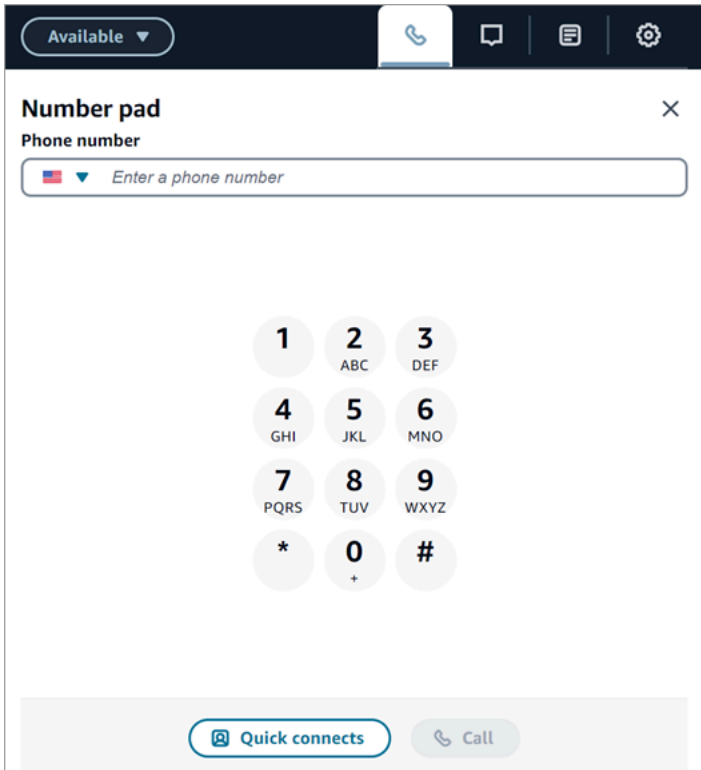 Available
Number pad
Phone number
Enter a phone number
1 2 3
ABC DEF
4 5 6
GHI JKL MNO
7 8 9
PQRS TUV WXYZ
* 0 #
+
Quick connects Call